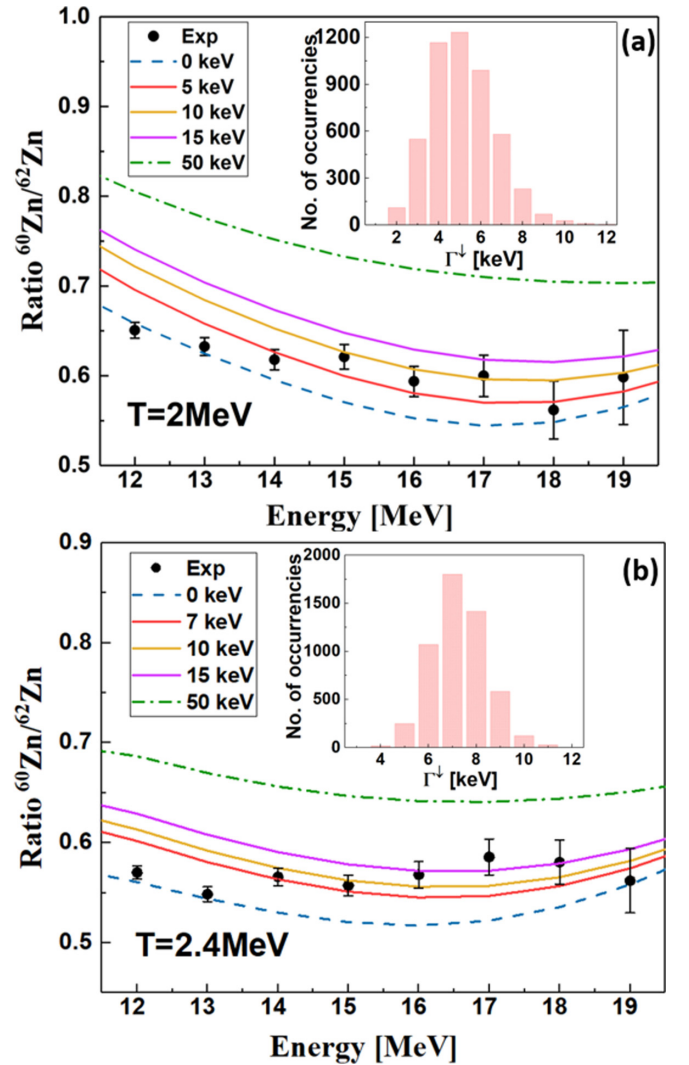 (a)
Exp
0 keV
5 keV
10 keV
15 keV
50 keV
No. of occurrencies
1200
900
600
300
0
2 4 6 8 10 12
Γ↓ [keV]
Ratio ⁶⁰Zn/⁶²Zn
1.0
0.9
0.8
0.7
0.6
0.5
T=2MeV
12 13 14 15 16 17 18 19
Energy [MeV]
(b)
Exp
0 keV
7 keV
10 keV
15 keV
50 keV
No. of occurrencies
2000
1500
1000
500
0
4 6 8 10 12
Γ↓ [keV]
Ratio ⁶⁰Zn/⁶²Zn
0.9
0.8
0.7
0.6
0.5
T=2.4MeV
12 13 14 15 16 17 18 19
Energy [MeV]